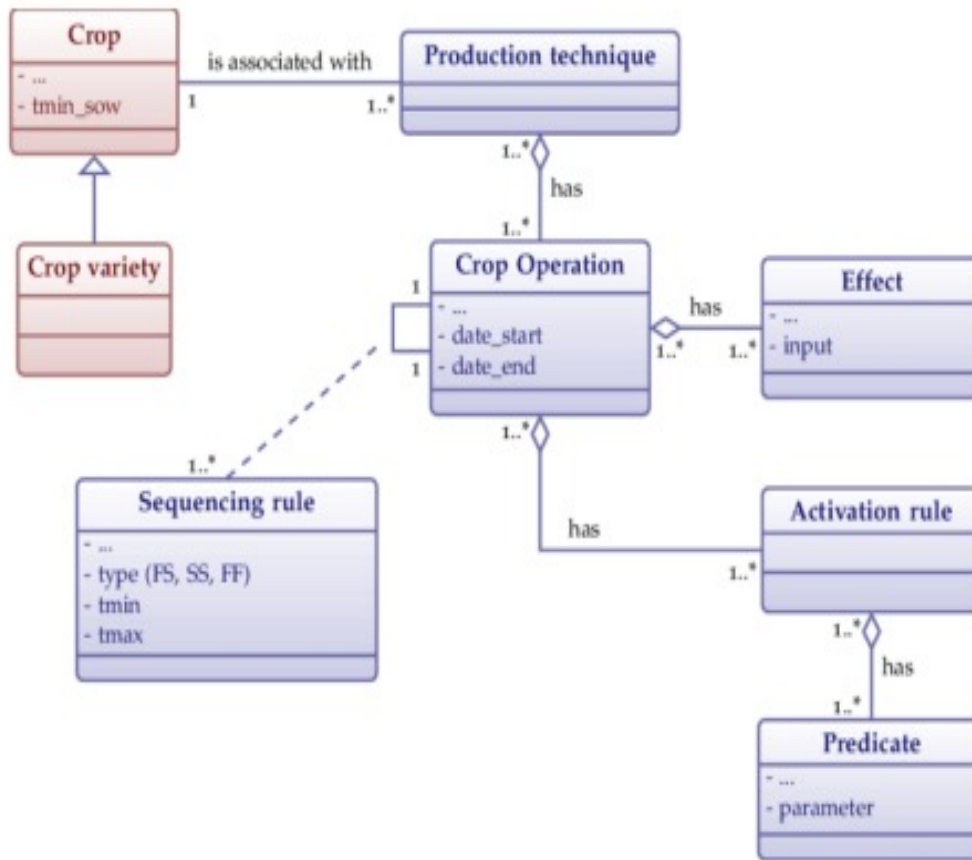 Crop
- ...
- tmin_sow
is associated with
1
1..*
Production technique
1..*
has
1..*
Crop variety
Crop Operation
- ...
- date_start
- date_end
1
1
has
1..*
1..*
Effect
- ...
- input
1..*
1..*
Sequencing rule
- ...
- type (FS, SS, FF)
- tmin
- tmax
has
1..*
Activation rule
1..*
has
1..*
Predicate
- ...
- parameter